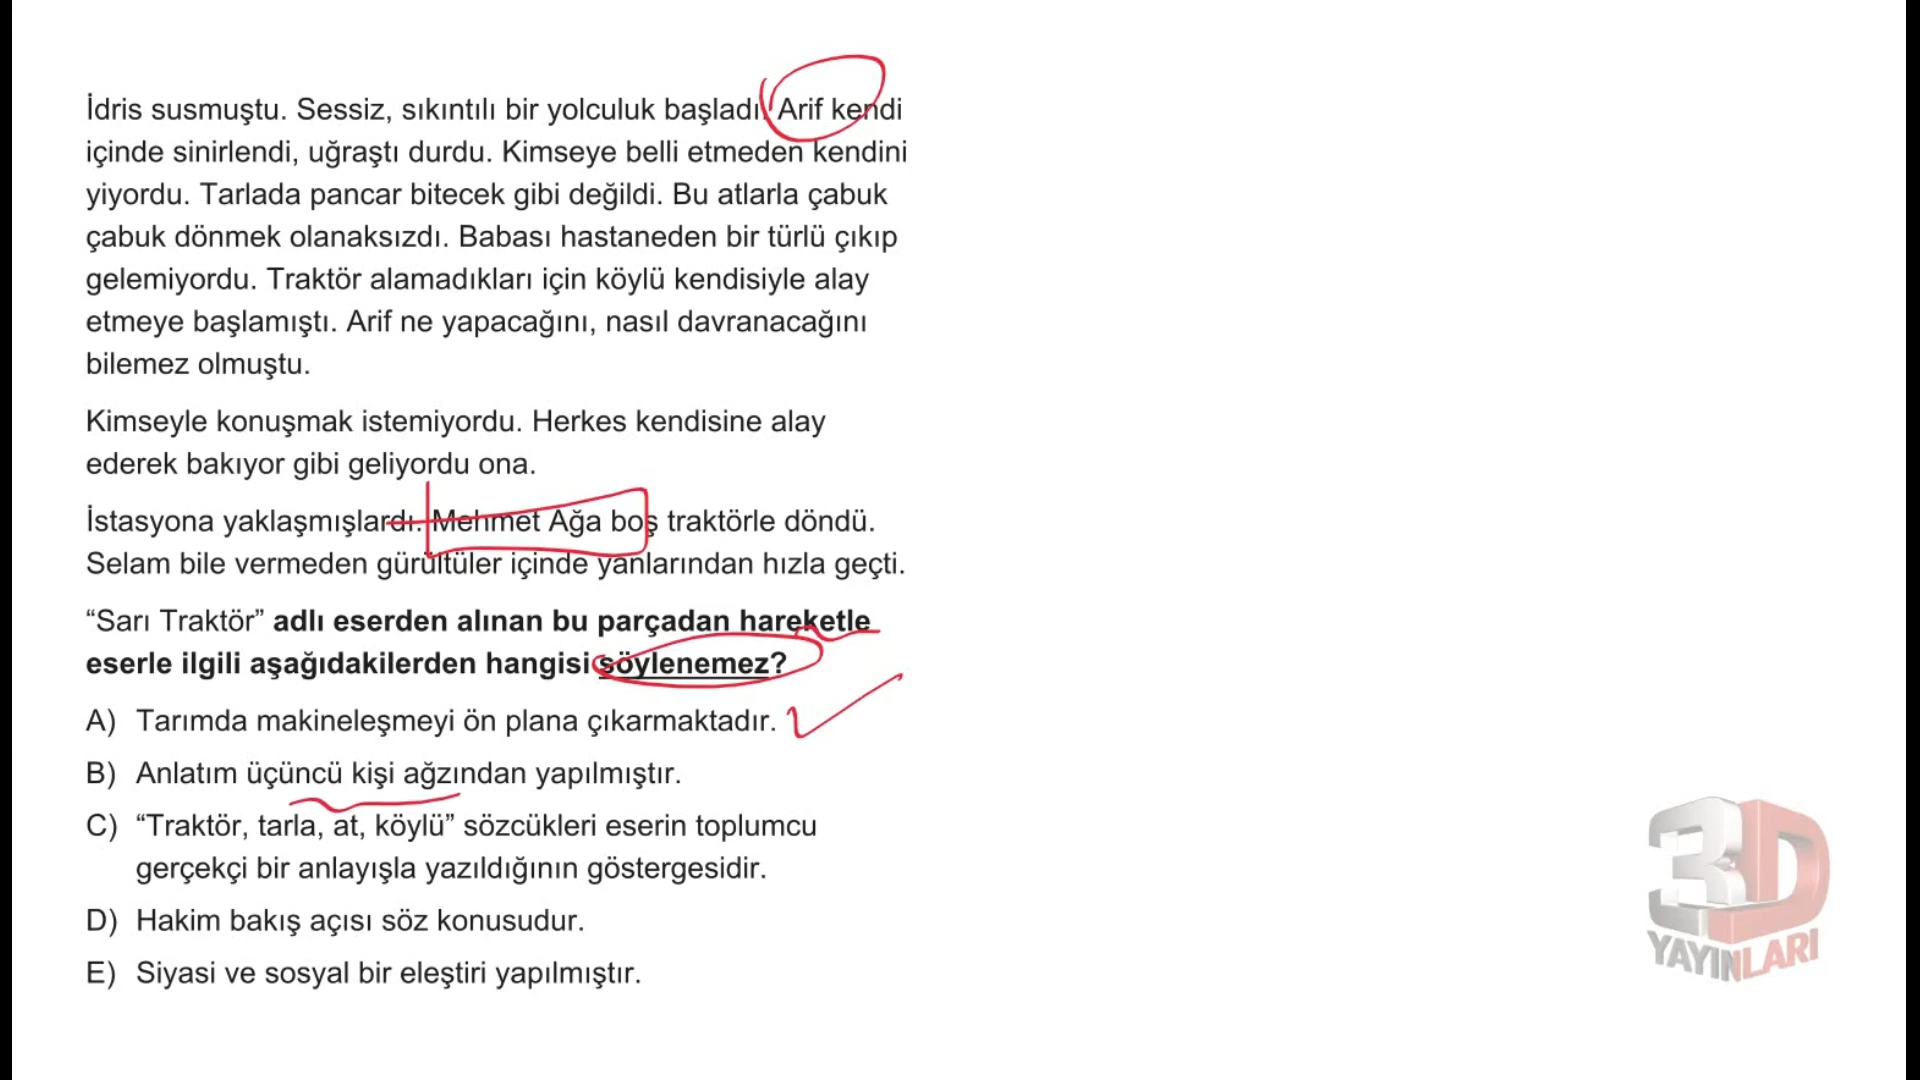 İdris susmuştu. Sessiz, sıkıntılı bir yolculuk başladı. Arif kendi
içinde sinirlendi, uğraştı durdu. Kimseye belli etmeden kendini
yiyordu. Tarlada pancar bitecek gibi değildi. Bu atlarla çabuk
çabuk dönmek olanaksızdı. Babası hastaneden bir türlü çıkıp
gelemiyordu. Traktör alamadıkları için köylü kendisiyle alay
etmeye başlamıştı. Arif ne yapacağını, nasıl davranacağını
bilemez olmuştu.
Kimseyle konuşmak istemiyordu. Herkes kendisine alay
ederek bakıyor gibi geliyordu ona.
İstasyona yaklaşmışlardı. Mehmet Ağa boş traktörle döndü.
Selam bile vermeden gürültüler içinde yanlarından hızla geçti.
“Sarı Traktör” adlı eserden alınan bu parçadan hareketle
eserle ilgili aşağıdakilerden hangisi söylenemez?
A) Tarımda makineleşmeyi ön plana çıkarmaktadır.
B) Anlatım üçüncü kişi ağzından yapılmıştır.
C) “Traktör, tarla, at, köylü” sözcükleri eserin toplumcu
gerçekçi bir anlayışla yazıldığının göstergesidir.
D) Hakim bakış açısı söz konusudur.
E) Siyasi ve sosyal bir eleştiri yapılmıştır.
3D
YAYINLARI